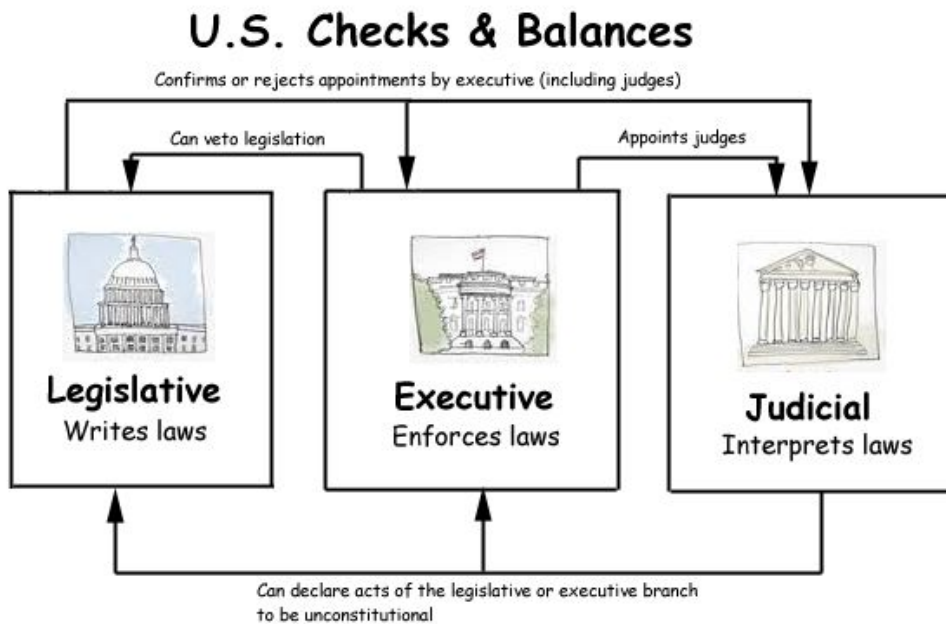 U.S. Checks & Balances
Confirms or rejects appointments by executive (including judges)
Can veto legislation
Appoints judges
Legislative
Writes laws
Executive
Enforces laws
Judicial
Interprets laws
Can declare acts of the legislative or executive branch
to be unconstitutional